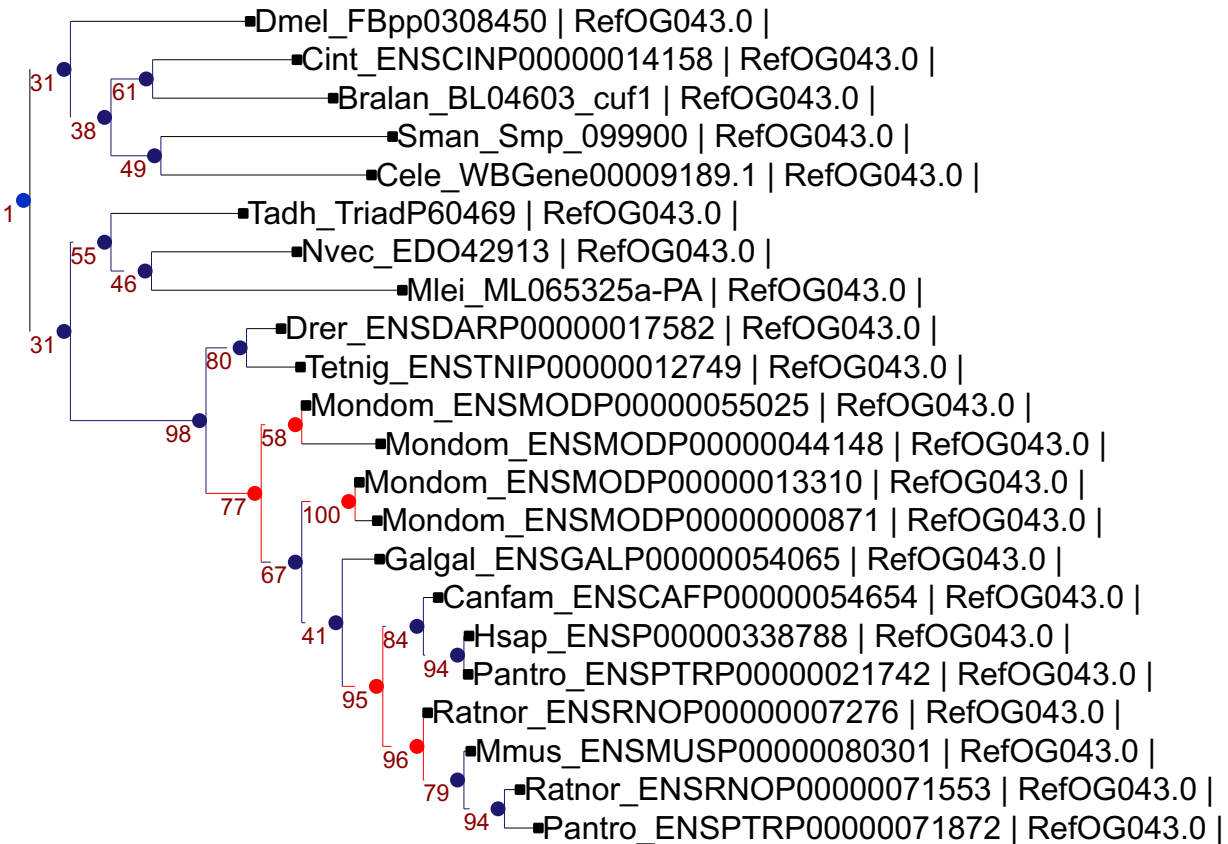 Dmel_FBpp0308450 | RefOG043.0 |
Cint_ENSCINP00000014158 | RefOG043.0 |
31
61
Bralan_BL04603_cuf1 | RefOG043.0 |
38
Sman_Smp_099900 | RefOG043.0 |
49
Cele_WBGene00009189.1 | RefOG043.0 |
1
Tadh_TriadP60469 | RefOG043.0 |
55
Nvec_EDO42913 | RefOG043.0 |
46
Mlei_ML065325a-PA | RefOG043.0 |
31
Drer_ENSDARP00000017582 | RefOG043.0 |
80
Tetnig_ENSTNIP00000012749 | RefOG043.0 |
Mondom_ENSMODP00000055025 | RefOG043.0 |
98
58
Mondom_ENSMODP00000044148 | RefOG043.0 |
Mondom_ENSMODP00000013310 | RefOG043.0 |
77
100
Mondom_ENSMODP00000000871 | RefOG043.0 |
Galgal_ENSGALP00000054065 | RefOG043.0 |
67
Canfam_ENSCAFP00000054654 | RefOG043.0 |
41
84
Hsap_ENSP00000338788 | RefOG043.0 |
94
Pantro_ENSPTRP00000021742 | RefOG043.0 |
95
Ratnor_ENSRNOP00000007276 | RefOG043.0 |
Mmus_ENSMUSP00000080301 | RefOG043.0 |
96
Ratnor_ENSRNOP00000071553 | RefOG043.0 |
79
94
Pantro_ENSPTRP00000071872 | RefOG043.0 |